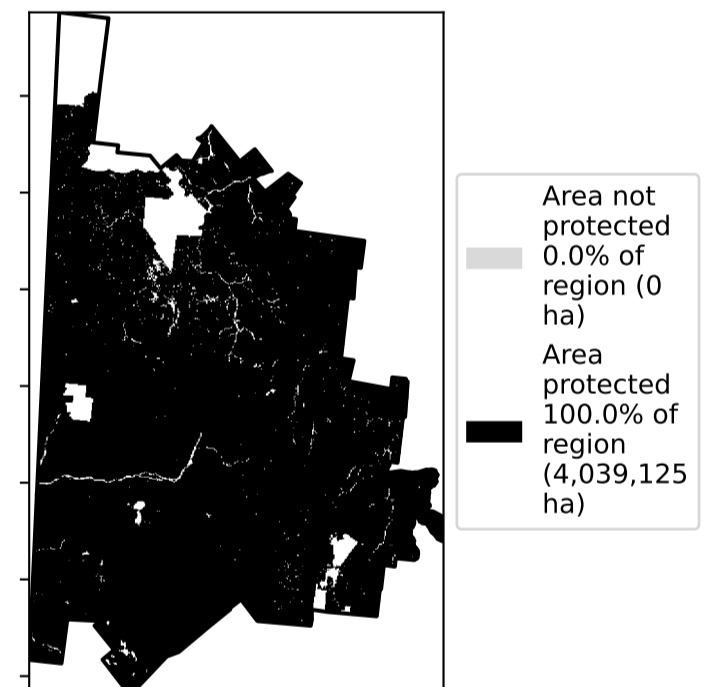 Area not
protected
0.0% of
region (0
ha)
Area
protected
100.0% of
region
(4,039,125
ha)